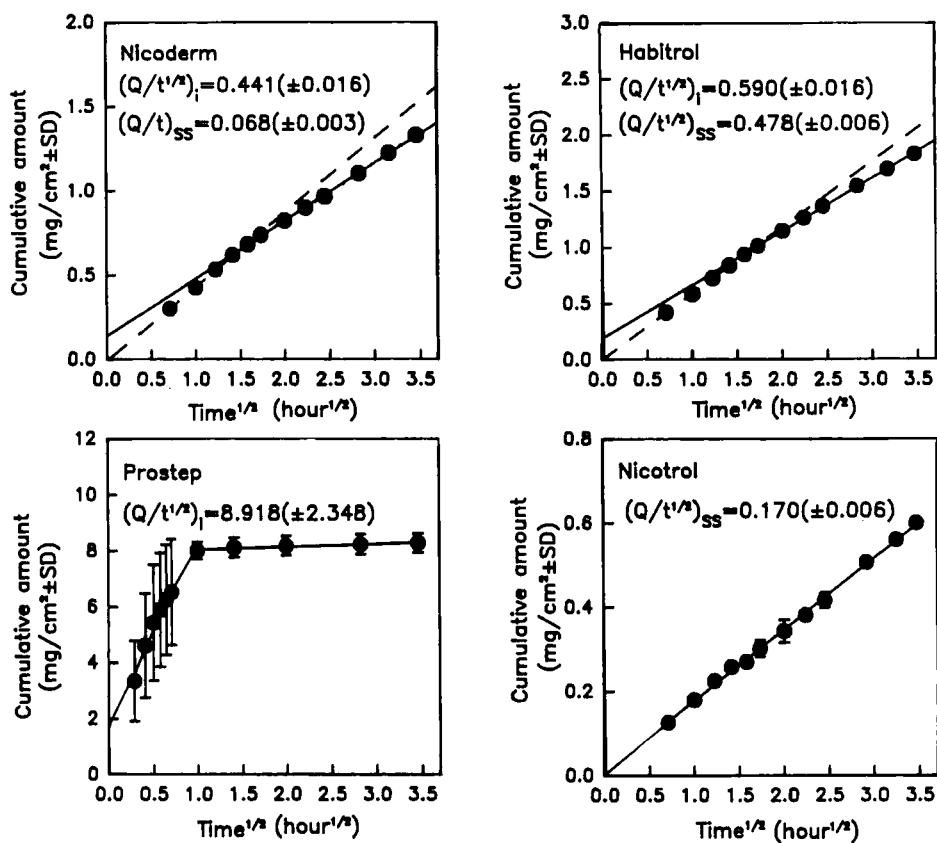 Nicoderm
(Q/t¹/²)ᵢ=0.441(±0.016)
(Q/t)SS=0.068(±0.003)
Cumulative amount
(mg/cm²±SD)
2.0
1.5
1.0
0.5
0.0
0.0 0.5 1.0 1.5 2.0 2.5 3.0 3.5
Time¹/² (hour¹/²)
Habitrol
(Q/t¹/²)ᵢ=0.590(±0.016)
(Q/t¹/²)SS=0.478(±0.006)
Cumulative amount
(mg/cm²±SD)
3.0
2.5
2.0
1.5
1.0
0.5
0.0
0.0 0.5 1.0 1.5 2.0 2.5 3.0 3.5
Time¹/² (hour¹/²)
Prostep
(Q/t¹/²)ᵢ=8.918(±2.348)
Cumulative amount
(mg/cm²±SD)
12
10
8
6
4
2
0
0.0 0.5 1.0 1.5 2.0 2.5 3.0 3.5
Time¹/² (hour¹/²)
Nicotrol
(Q/t¹/²)SS=0.170(±0.006)
Cumulative amount
(mg/cm²±SD)
0.8
0.6
0.4
0.2
0.0
0.0 0.5 1.0 1.5 2.0 2.5 3.0 3.5
Time¹/² (hour¹/²)